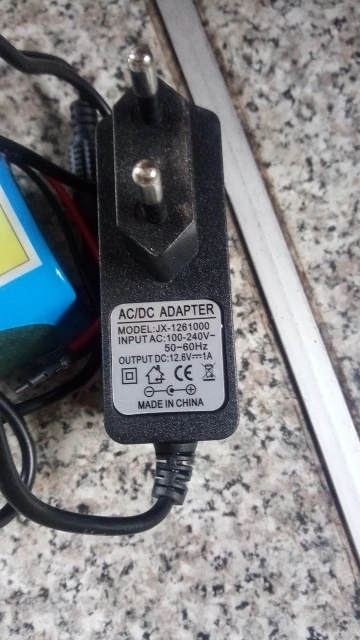 AC/DC ADAPTER
MODEL:JX-1261000
INPUT AC:100-240V~
50~60Hz
OUTPUT DC:12.6V⎓1A
CE
MADE IN CHINA